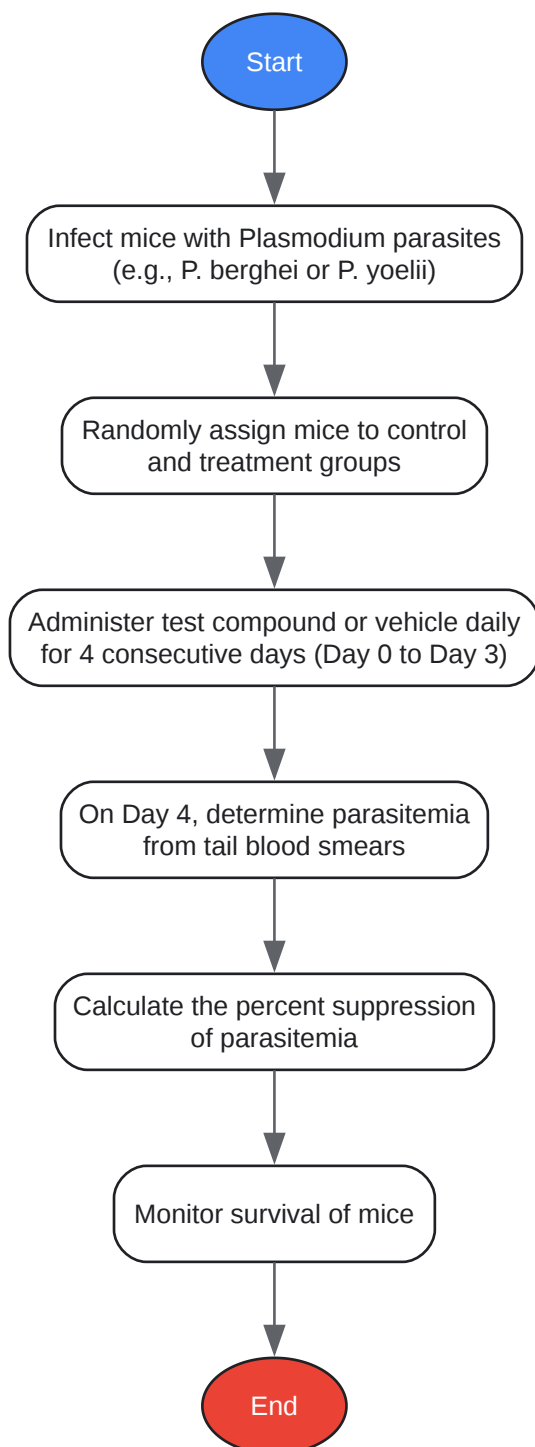 Start
Infect mice with Plasmodium parasites
(e.g., P. berghei or P. yoelii)
Randomly assign mice to control
and treatment groups
Administer test compound or vehicle daily
for 4 consecutive days (Day 0 to Day 3)
On Day 4, determine parasitemia
from tail blood smears
Calculate the percent suppression
of parasitemia
Monitor survival of mice
End